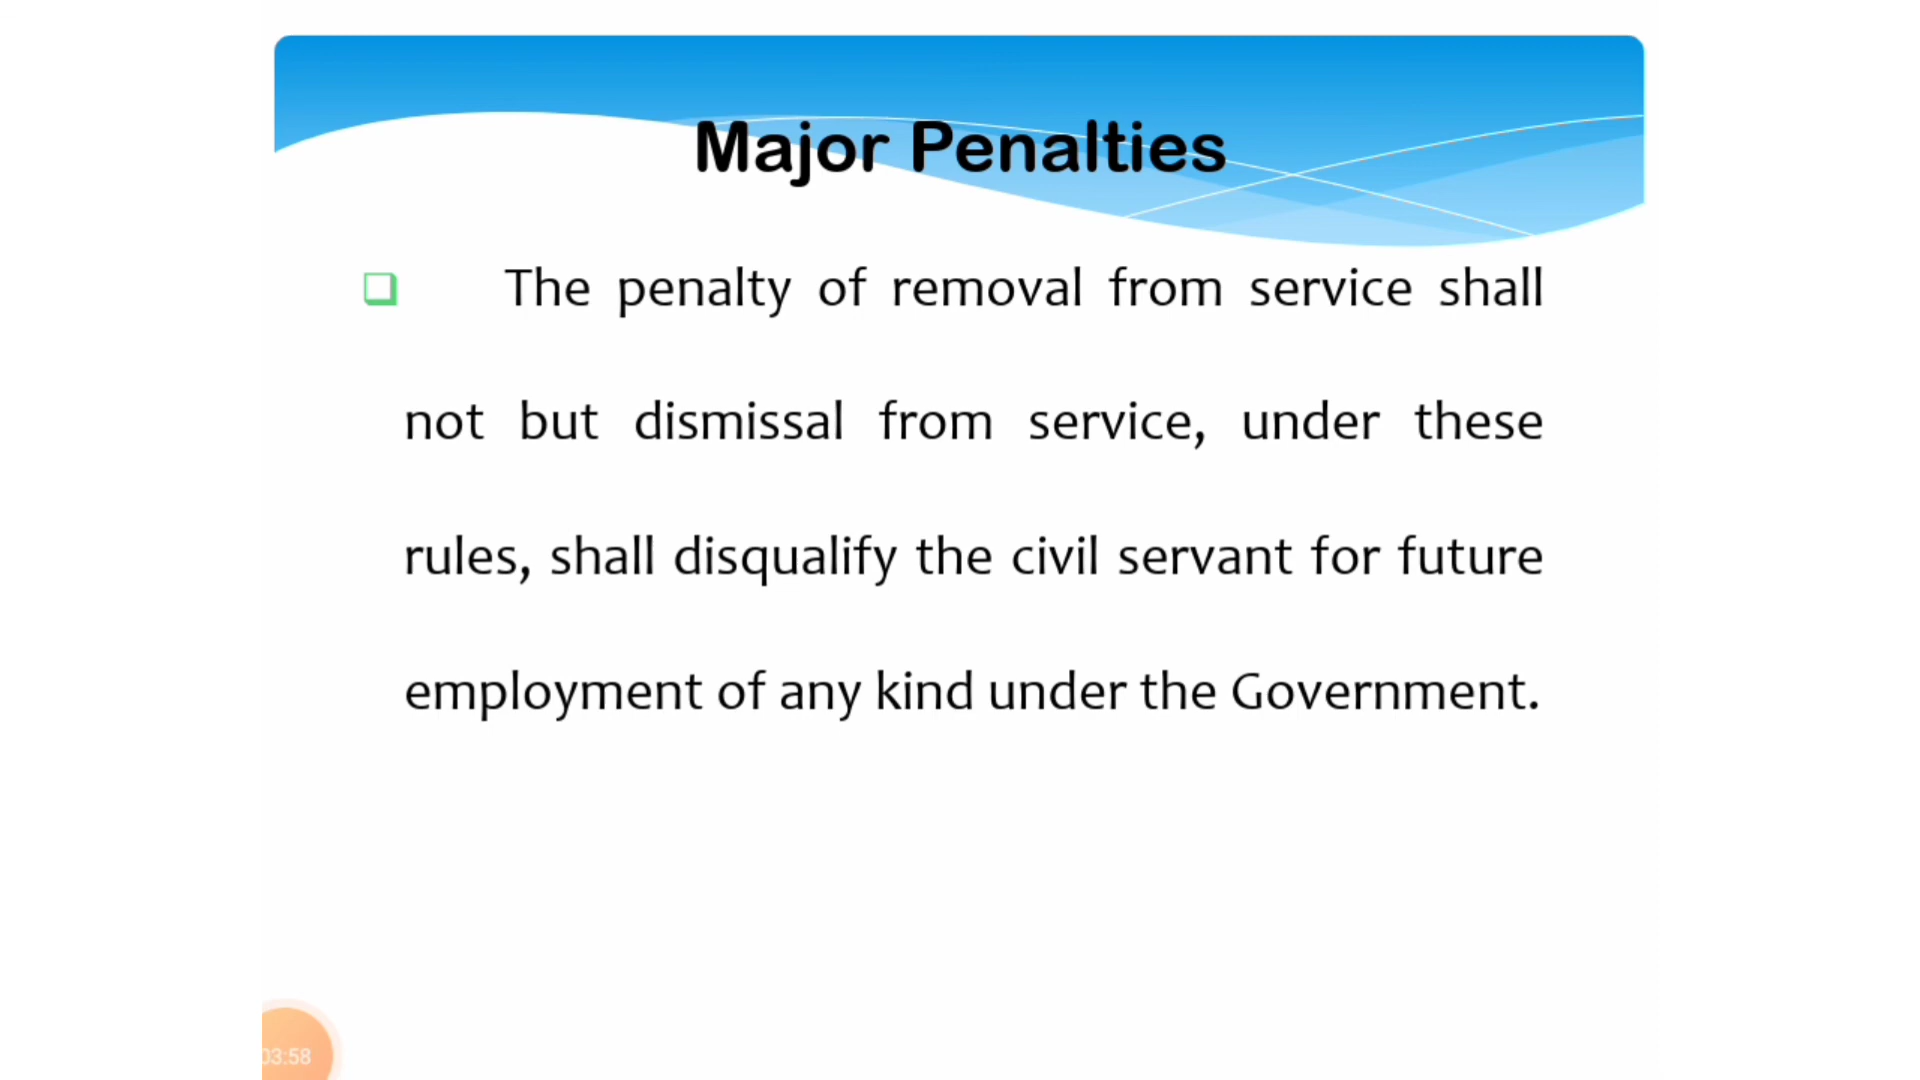 Major Penalties
The penalty of removal from service shall
not but dismissal from service, under these
rules, shall disqualify the civil servant for future
employment of any kind under the Government.
03:58